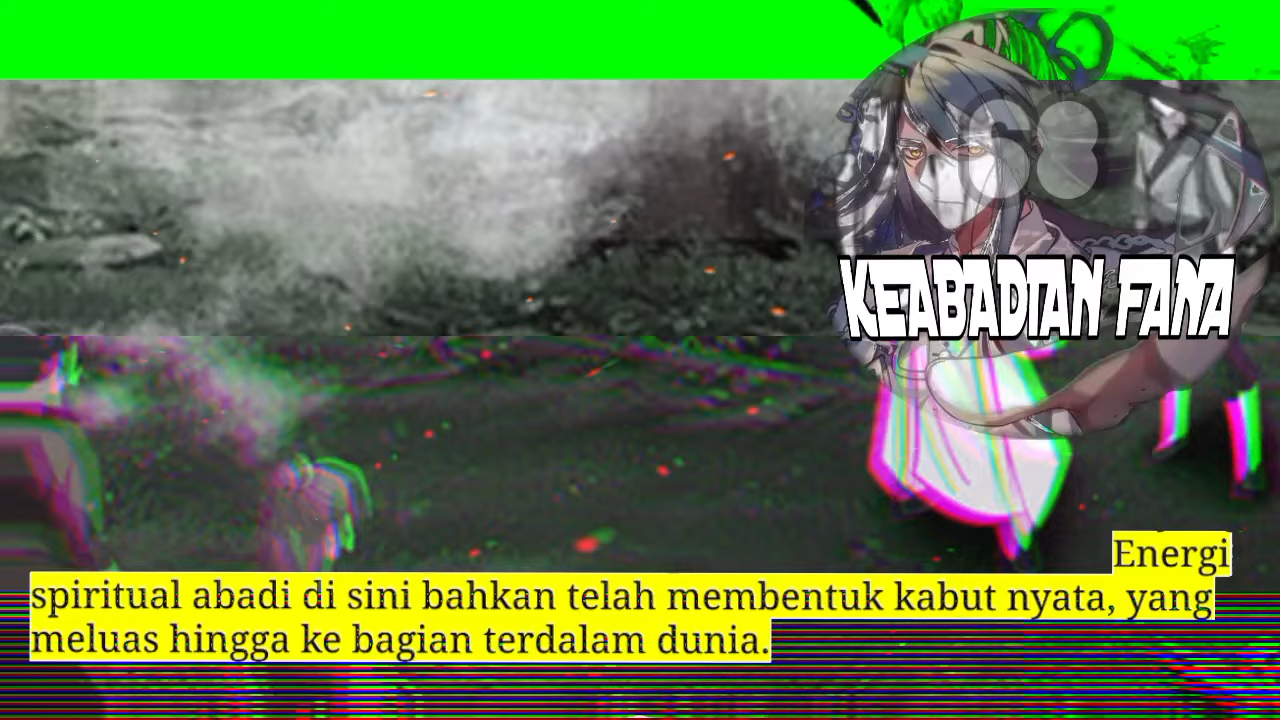 KEABADIAN FANA
Energi
spiritual abadi di sini bahkan telah membentuk kabut nyata, yang
meluas hingga ke bagian terdalam dunia.